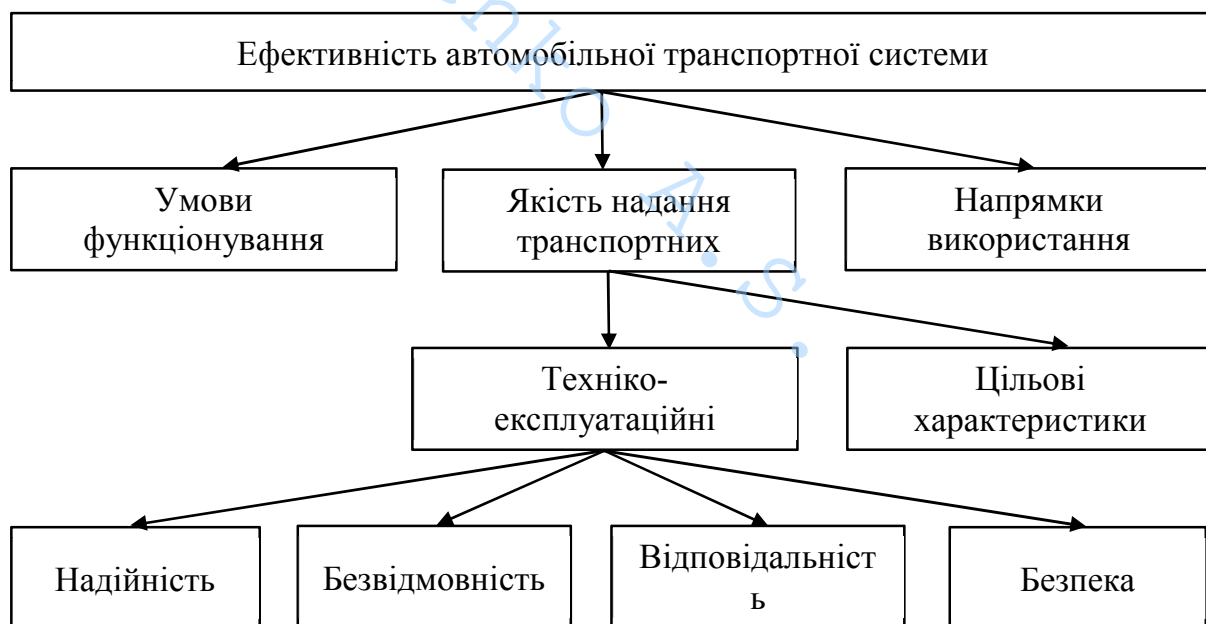 Ефективність автомобільної транспортної системи
Умови
функціонування
Якість надання
транспортних
Напрямки
використання
Техніко-
експлуатаційні
Цільові
характеристики
Надійність
Безвідмовність
Відповідальніст
ь
Безпека
nko A.S.